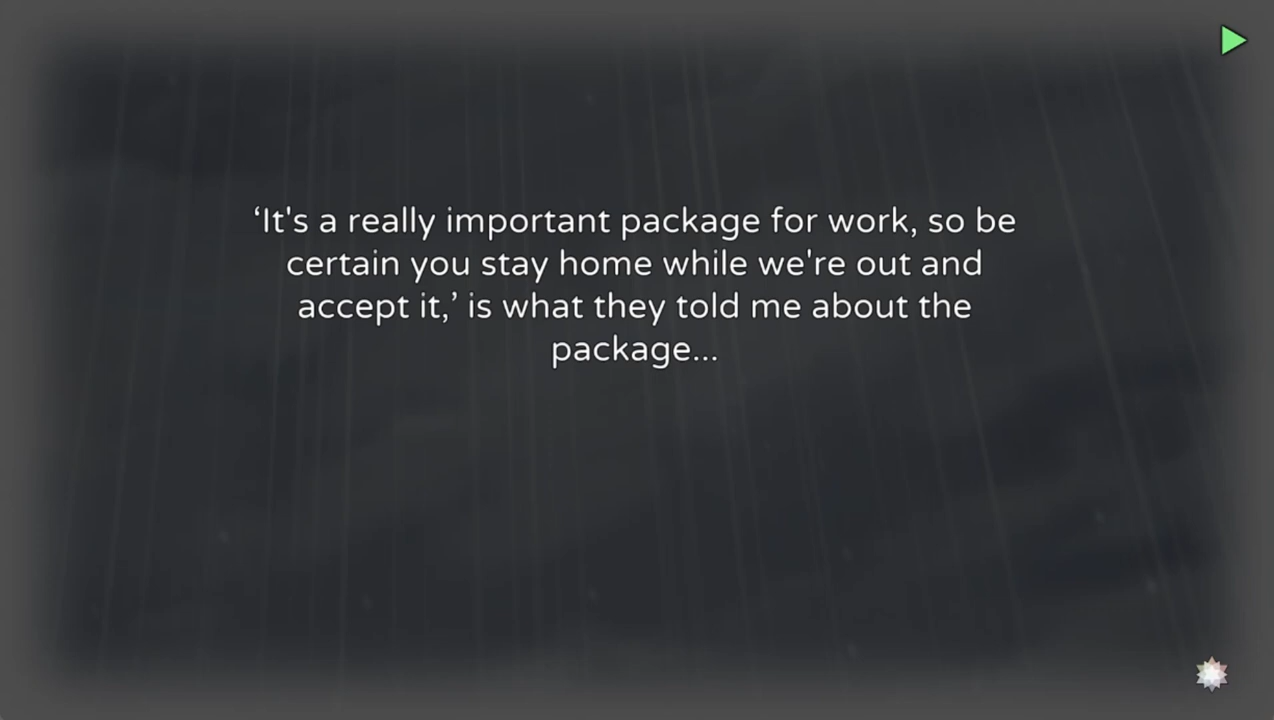 ‘It's a really important package for work, so be
certain you stay home while we're out and
accept it,’ is what they told me about the
package...